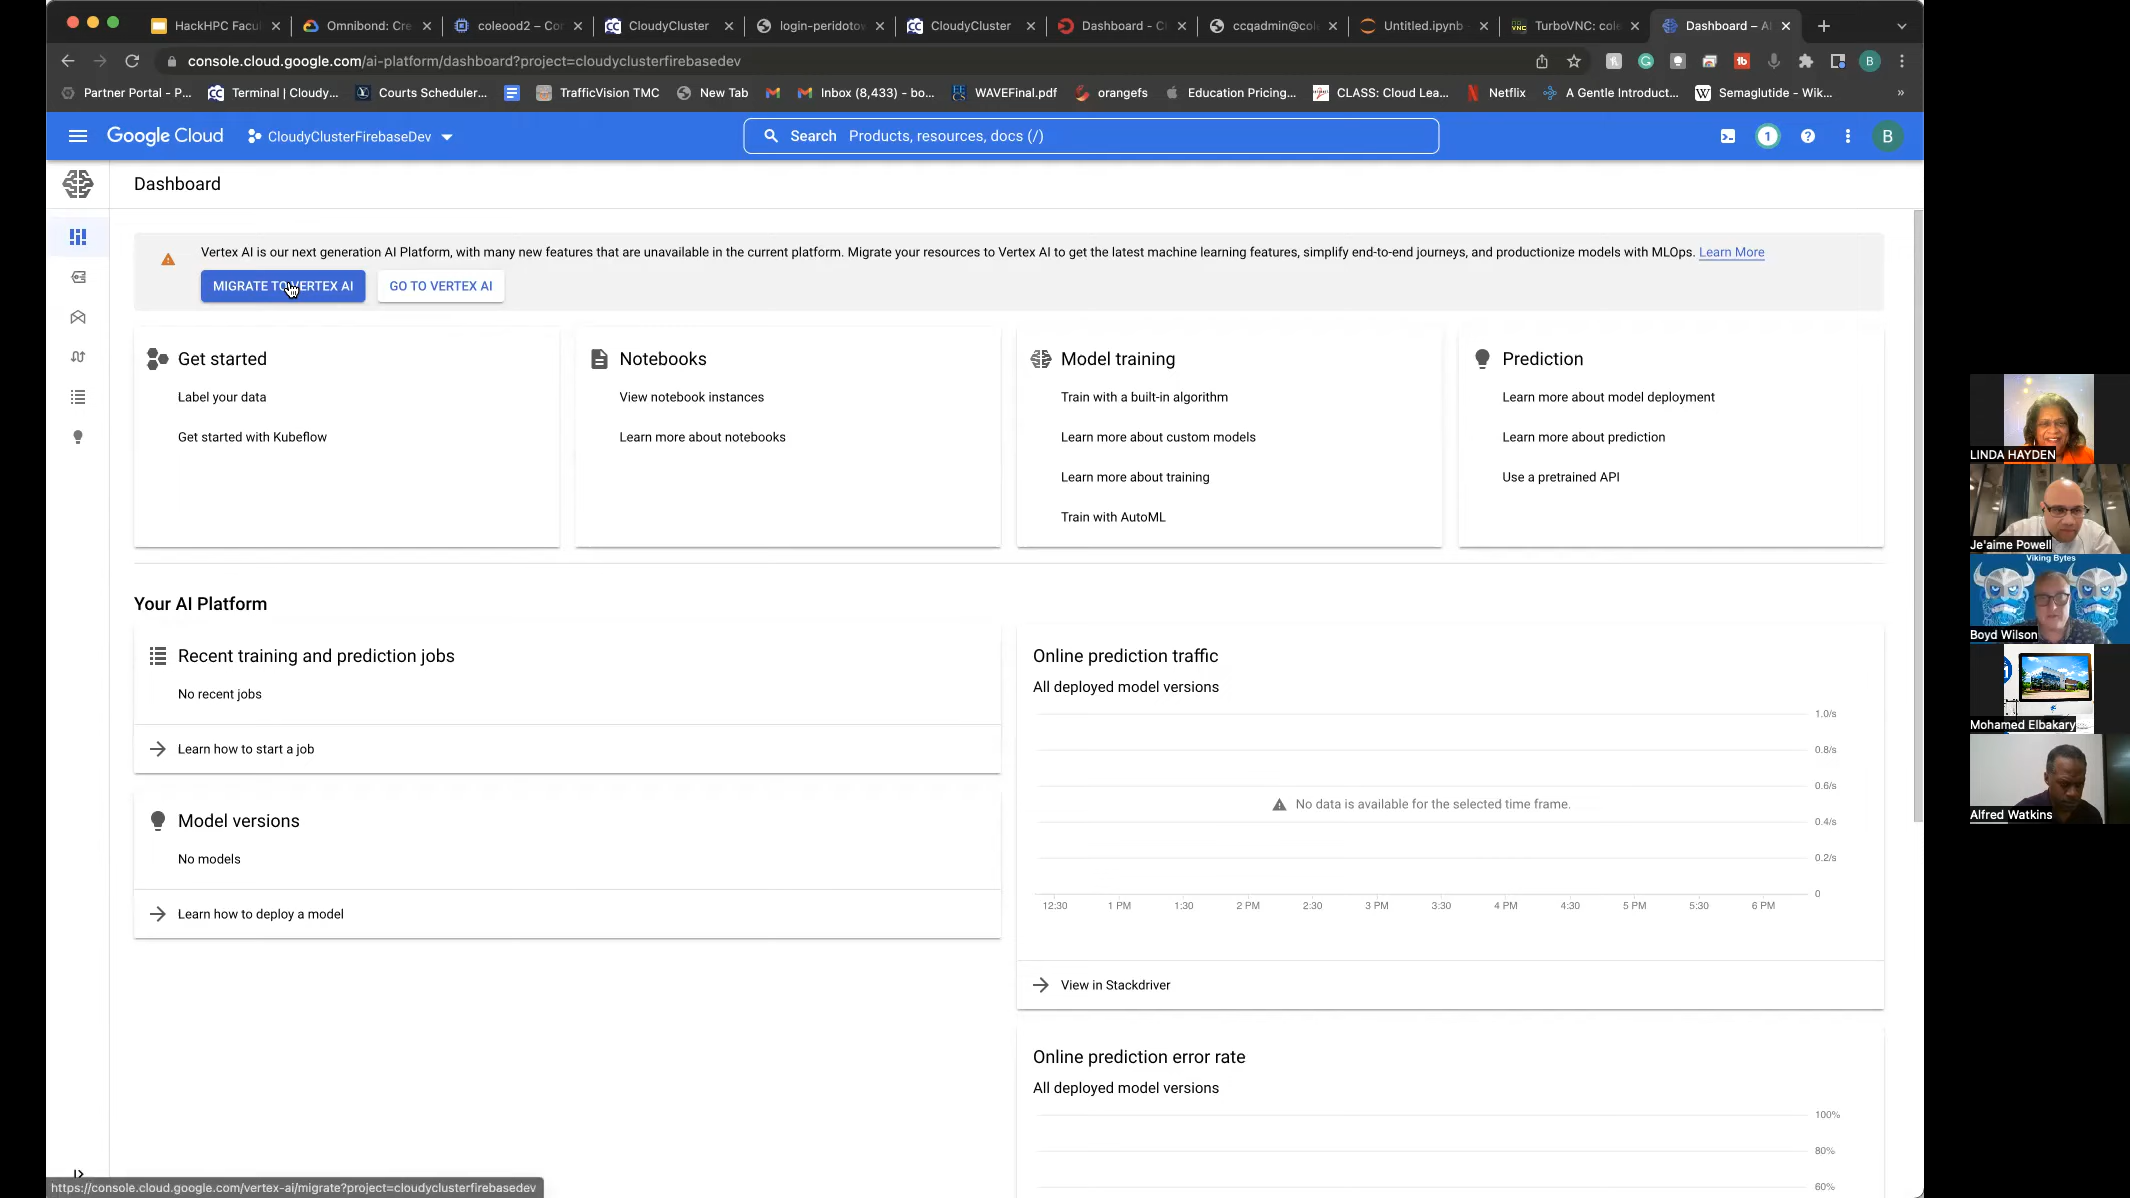 HackHPC Facul
Omnibond: Cre
coleood2 – Con
CloudyCluster
login-peridotow
CloudyCluster
Dashboard - C
ccqadmin@cole
Untitled.ipynb
TurboVNC: cole
Dashboard – AI
console.cloud.google.com/ai-platform/dashboard?project=cloudyclusterfirebasedev
B
Partner Portal - P...
Terminal | Cloudy...
Courts Scheduler...
TrafficVision TMC
New Tab
Inbox (8,433) - bo...
WAVEFinal.pdf
orangefs
Education Pricing...
CLASS: Cloud Lea...
Netflix
A Gentle Introduct...
Semaglutide - Wik...
»
Google Cloud
CloudyClusterFirebaseDev
Search Products, resources, docs (/)
1
B
Dashboard
Vertex AI is our next generation AI Platform, with many new features that are unavailable in the current platform. Migrate your resources to Vertex AI to get the latest machine learning features, simplify end-to-end journeys, and productionize models with MLOps. Learn More
MIGRATE TO VERTEX AI
GO TO VERTEX AI
Get started
Label your data
Get started with Kubeflow
Notebooks
View notebook instances
Learn more about notebooks
Model training
Train with a built-in algorithm
Learn more about custom models
Learn more about training
Train with AutoML
Prediction
Learn more about model deployment
Learn more about prediction
Use a pretrained API
Your AI Platform
Recent training and prediction jobs
No recent jobs
Learn how to start a job
Model versions
No models
Learn how to deploy a model
Online prediction traffic
All deployed model versions
1.0/s
0.8/s
0.6/s
No data is available for the selected time frame.
0.4/s
0.2/s
0
12:30 1 PM 1:30 2 PM 2:30 3 PM 3:30 4 PM 4:30 5 PM 5:30 6 PM
View in Stackdriver
Online prediction error rate
All deployed model versions
100%
80%
60%
https://console.cloud.google.com/vertex-ai/migrate?project=cloudyclusterfirebasedev
LINDA HAYDEN
Je'aime Powell
Viking Bytes
Boyd Wilson
Mohamed Elbakary
Alfred Watkins